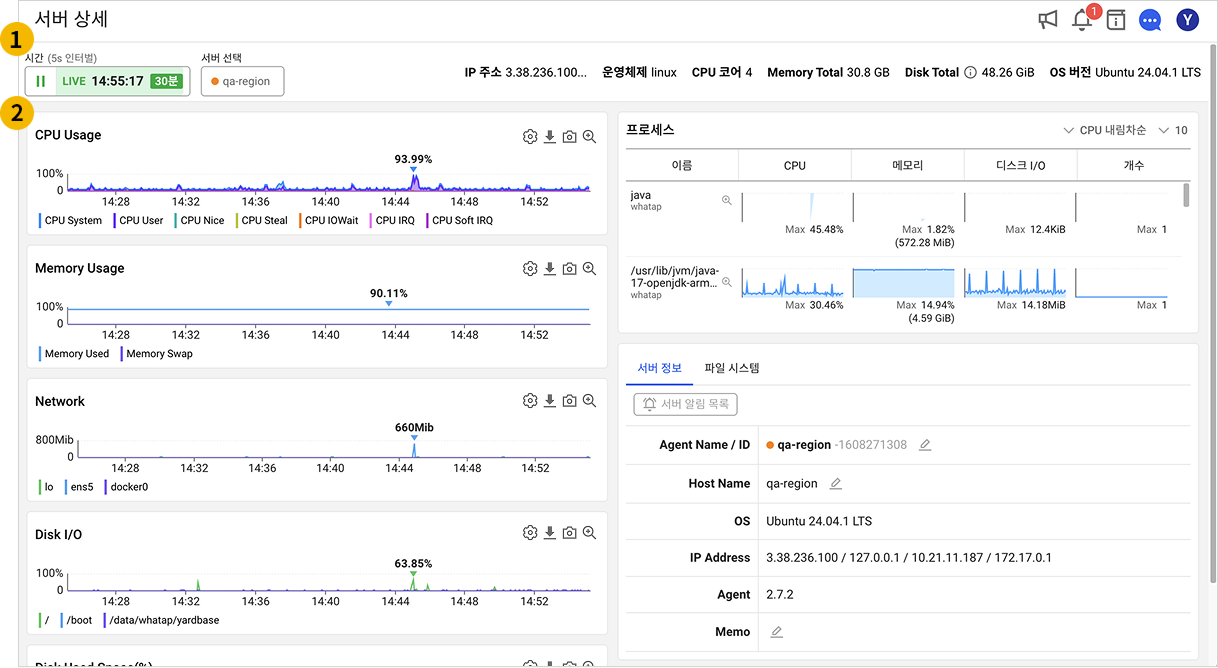 서버 상세
1
Y
1
시간 (5s 인터벌)
서버 선택
LIVE 14:55:17 30분
qa-region
IP 주소 3.38.236.100... 운영체제 linux CPU 코어 4 Memory Total 30.8 GB Disk Total 48.26 GiB OS 버전 Ubuntu 24.04.1 LTS
2
CPU Usage
93.99%
100%
0
14:28 14:32 14:36 14:40 14:44 14:48 14:52
CPU System CPU User CPU Nice CPU Steal CPU IOWait CPU IRQ CPU Soft IRQ
Memory Usage
90.11%
100%
0
14:28 14:32 14:36 14:40 14:44 14:48 14:52
Memory Used Memory Swap
Network
660Mib
800Mib
0
14:28 14:32 14:36 14:40 14:44 14:48 14:52
lo ens5 docker0
Disk I/O
63.85%
100%
0
14:28 14:32 14:36 14:40 14:44 14:48 14:52
/ /boot /data/whatap/yardbase
Disk Used Space(%)
프로세스
CPU 내림차순 10
이름 CPU 메모리 디스크 I/O 개수
java
whatap
Max 45.48% Max 1.82% Max 12.4KiB Max 1
(572.28 MiB)
/usr/lib/jvm/java-
17-openjdk-arm...
whatap
Max 30.46% Max 14.94% Max 14.18MiB Max 1
(4.59 GiB)
서버 정보 파일 시스템
서버 알림 목록
Agent Name / ID qa-region -1608271308
Host Name qa-region
OS Ubuntu 24.04.1 LTS
IP Address 3.38.236.100 / 127.0.0.1 / 10.21.11.187 / 172.17.0.1
Agent 2.7.2
Memo